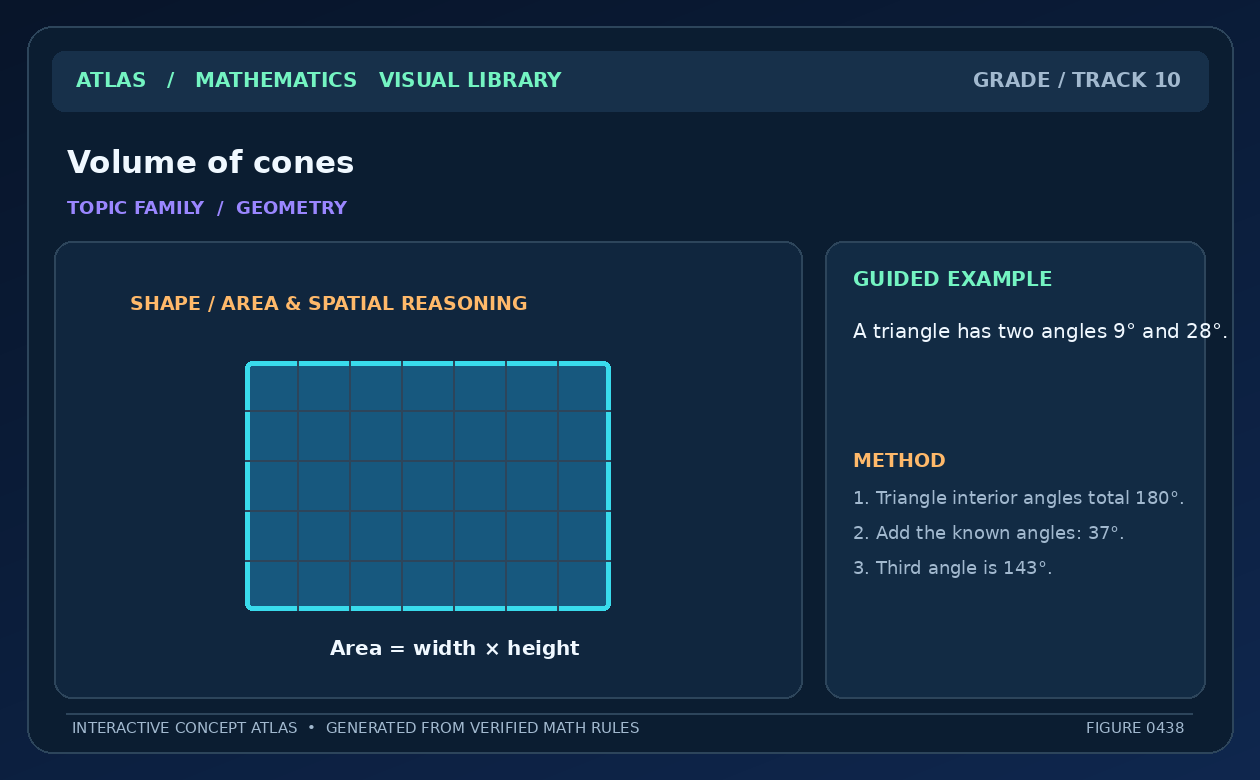 ATLAS / MATHEMATICS VISUAL LIBRARY
GRADE / TRACK 10
Volume of cones
TOPIC FAMILY / GEOMETRY
SHAPE / AREA & SPATIAL REASONING
Area = width × height
GUIDED EXAMPLE
A triangle has two angles 9° and 28°.
METHOD
1. Triangle interior angles total 180°.
2. Add the known angles: 37°.
3. Third angle is 143°.
INTERACTIVE CONCEPT ATLAS • GENERATED FROM VERIFIED MATH RULES
FIGURE 0438